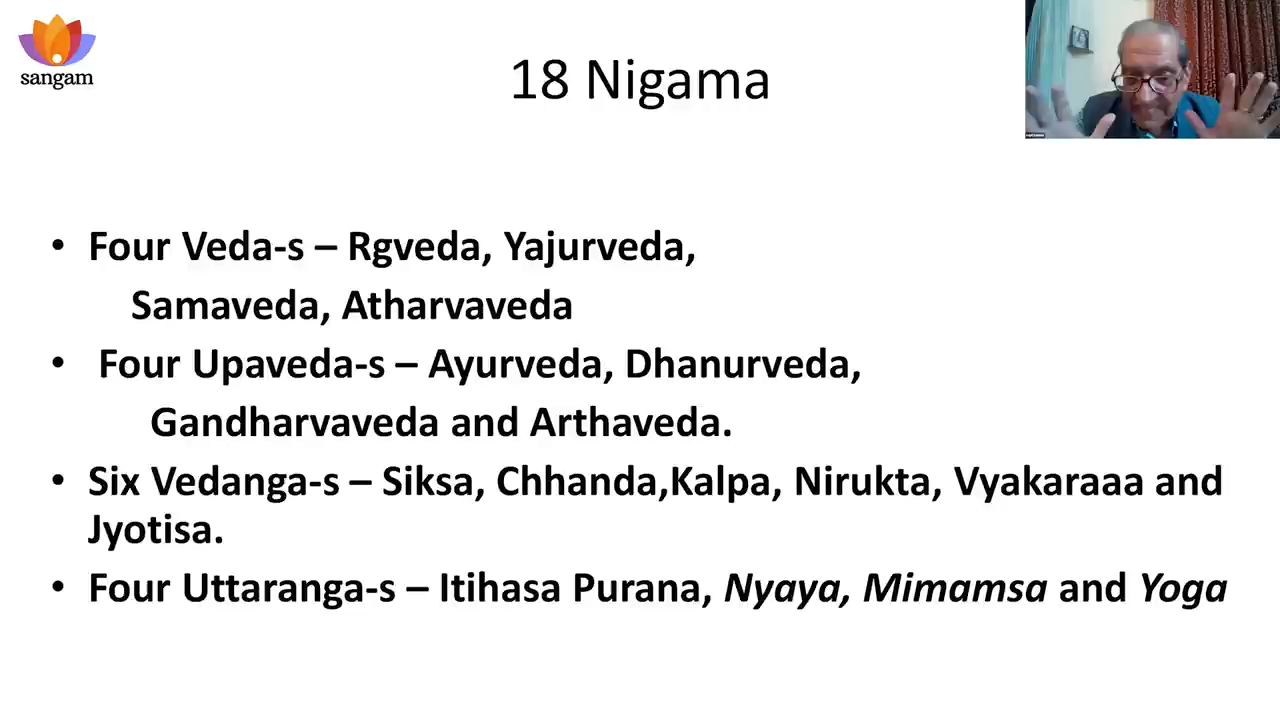 sangam
18 Nigama
• Four Veda-s – Rgveda, Yajurveda,
Samaveda, Atharvaveda
• Four Upaveda-s – Ayurveda, Dhanurveda,
Gandharvaveda and Arthaveda.
• Six Vedanga-s – Siksa, Chhanda,Kalpa, Nirukta, Vyakaraaa and
Jyotisa.
• Four Uttaranga-s – Itihasa Purana, Nyaya, Mimamsa and Yoga